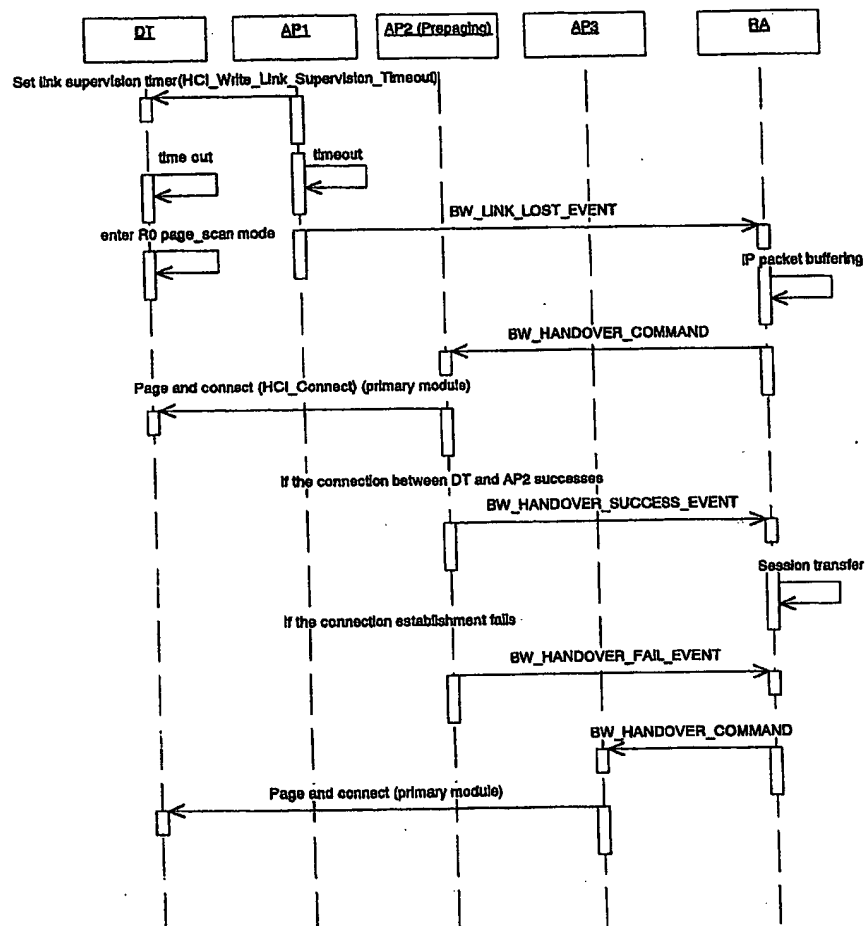 DT
AP1
AP2 (Prepaging)
AP3
RA
Set link supervision timer(HCI_Write_Link_Supervision_Timeout)
time out
timeout
BW_LINK_LOST_EVENT
enter R0 page_scan mode
IP packet buffering
BW_HANDOVER_COMMAND
Page and connect (HCI_Connect) (primary module)
If the connection between DT and AP2 successes
BW_HANDOVER_SUCCESS_EVENT
Session transfer
If the connection establishment fails
BW_HANDOVER_FAIL_EVENT
BW_HANDOVER_COMMAND
Page and connect (primary module)